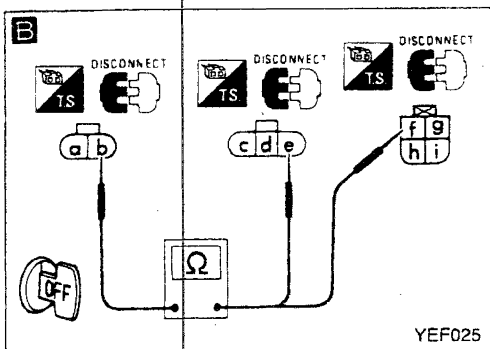 B
DISCONNECT
DISCONNECT
DISCONNECT
T.S.
T.S.
T.S.
a b
c d e
f g
h i
Ω
OFF
YEF025